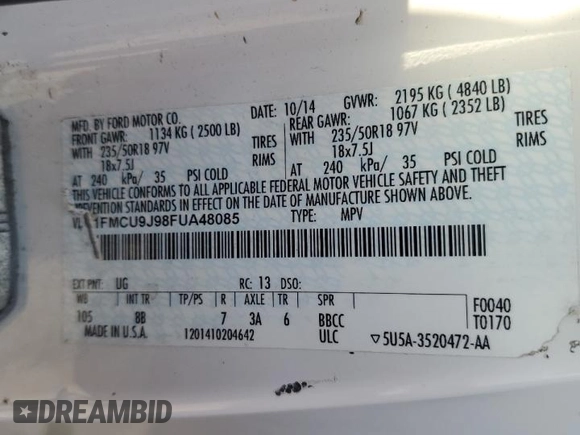 MFD. BY FORD MOTOR CO.
DATE: 10/14
GVWR: 2195 KG ( 4840 LB)
FRONT GAWR: 1134 KG ( 2500 LB)
REAR GAWR: 1067 KG ( 2352 LB)
WITH 235/50R18 97V TIRES
WITH 235/50R18 97V TIRES
18x7.5J RIMS
18x7.5J RIMS
AT 240 kPa/ 35 PSI COLD
AT 240 kPa/ 35 PSI COLD
THIS VEHICLE CONFORMS TO ALL APPLICABLE FEDERAL MOTOR VEHICLE SAFETY AND THEFT
PREVENTION STANDARDS IN EFFECT ON THE DATE OF MANUFACTURE SHOWN ABOVE.
1FMCU9J98FUA48085
TYPE: MPV
EXT PNT: UG RC: 13 DSO:
WB INT TR TP/PS R AXLE TR SPR
105 BB 7 3A 6 BBCC
F0040
T0170
MADE IN U.S.A. 1201410204642 ULC ▽5U5A-3520472-AA
DREAMBID